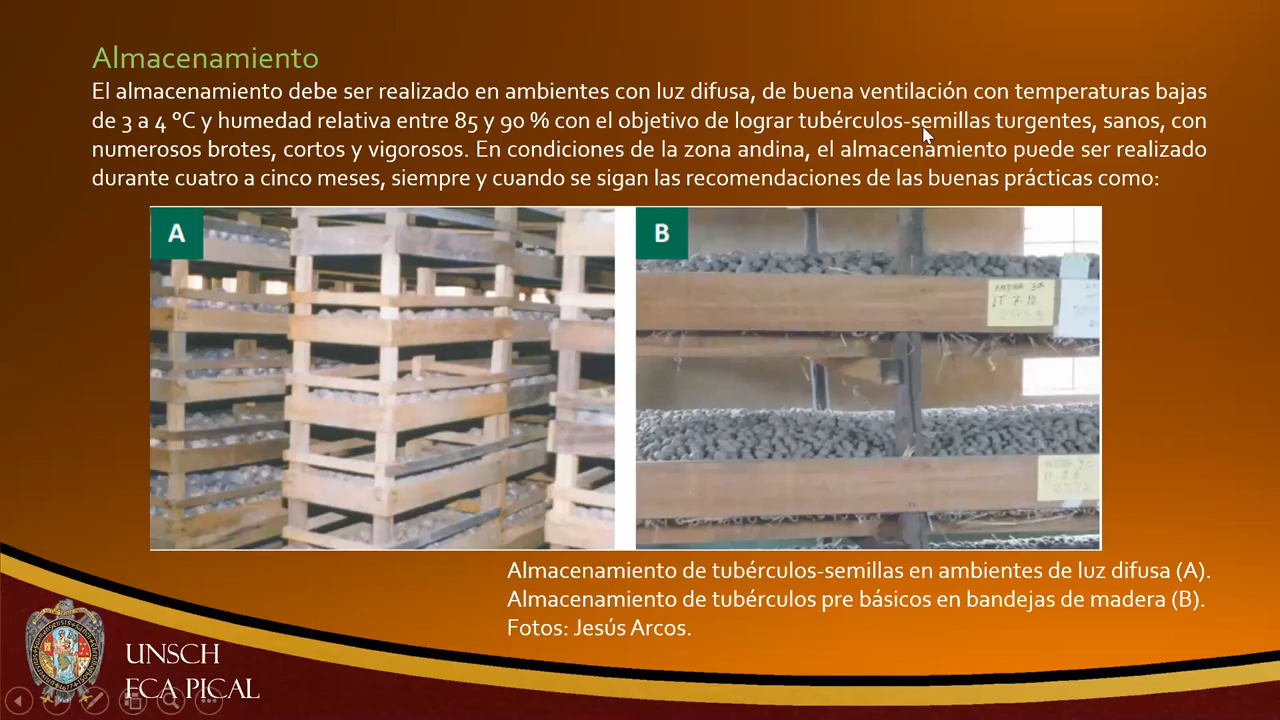 Almacenamiento
El almacenamiento debe ser realizado en ambientes con luz difusa, de buena ventilación con temperaturas bajas
de 3 a 4 °C y humedad relativa entre 85 y 90 % con el objetivo de lograr tubérculos-semillas turgentes, sanos, con
numerosos brotes, cortos y vigorosos. En condiciones de la zona andina, el almacenamiento puede ser realizado
durante cuatro a cinco meses, siempre y cuando se sigan las recomendaciones de las buenas prácticas como:
A
B
Almacenamiento de tubérculos-semillas en ambientes de luz difusa (A).
Almacenamiento de tubérculos pre básicos en bandejas de madera (B).
Fotos: Jesús Arcos.
UNSCH
ECA PICAL